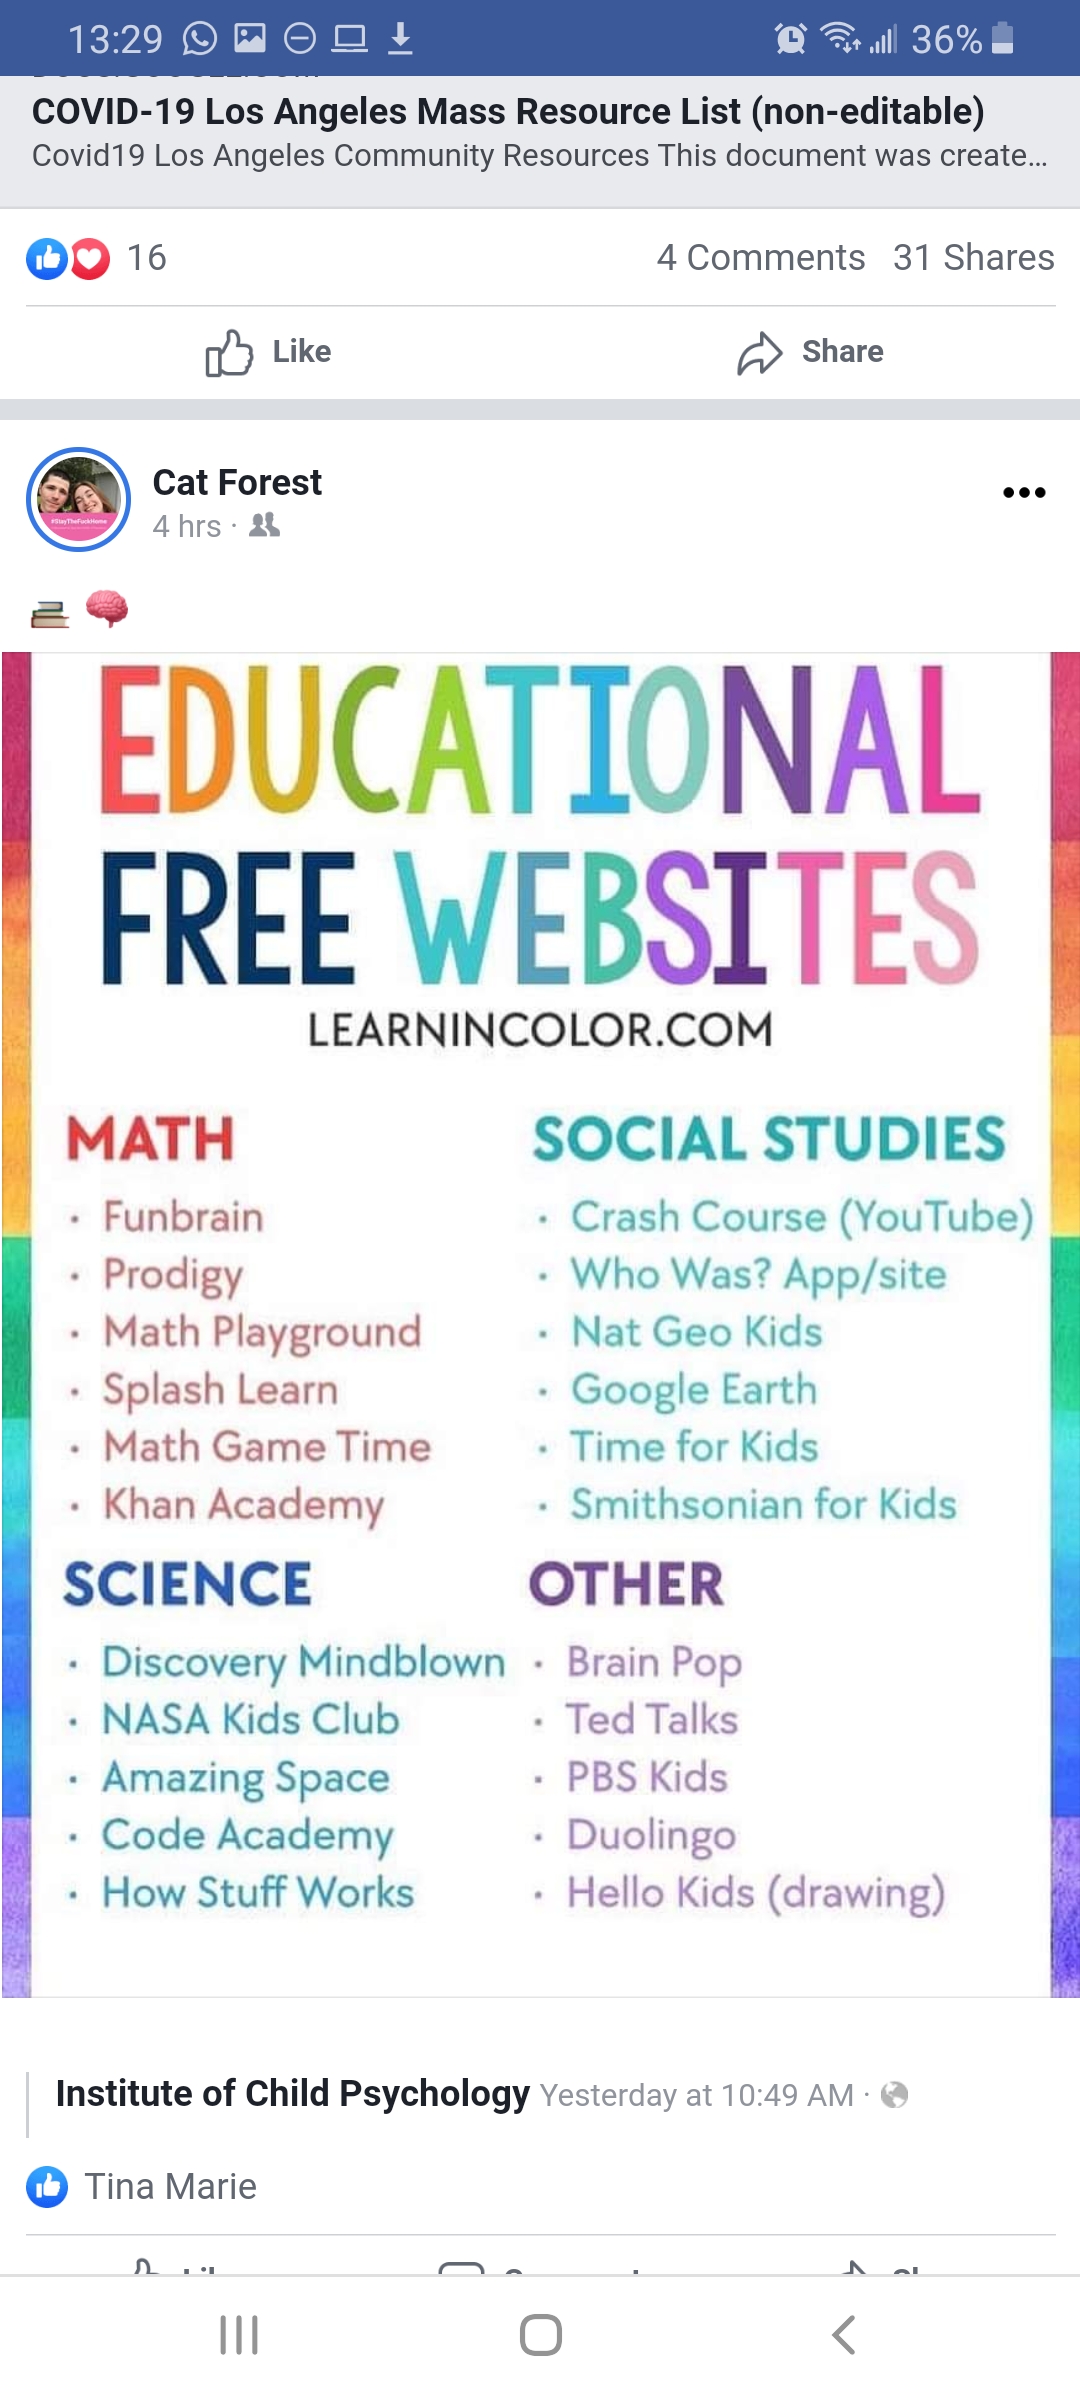 13:29
36%
COVID-19 Los Angeles Mass Resource List (non-editable)
Covid19 Los Angeles Community Resources This document was create...
16
4 Comments 31 Shares
Like
Share
Cat Forest
4 hrs ·
#StayTheFuckHome
EDUCATIONAL
FREE WEBSITES
LEARNINCOLOR.COM
MATH
· Funbrain
· Prodigy
· Math Playground
· Splash Learn
· Math Game Time
· Khan Academy
SOCIAL STUDIES
· Crash Course (YouTube)
· Who Was? App/site
· Nat Geo Kids
· Google Earth
· Time for Kids
· Smithsonian for Kids
SCIENCE
· Discovery Mindblown
· NASA Kids Club
· Amazing Space
· Code Academy
· How Stuff Works
OTHER
· Brain Pop
· Ted Talks
· PBS Kids
· Duolingo
· Hello Kids (drawing)
Institute of Child Psychology Yesterday at 10:49 AM ·
Tina Marie